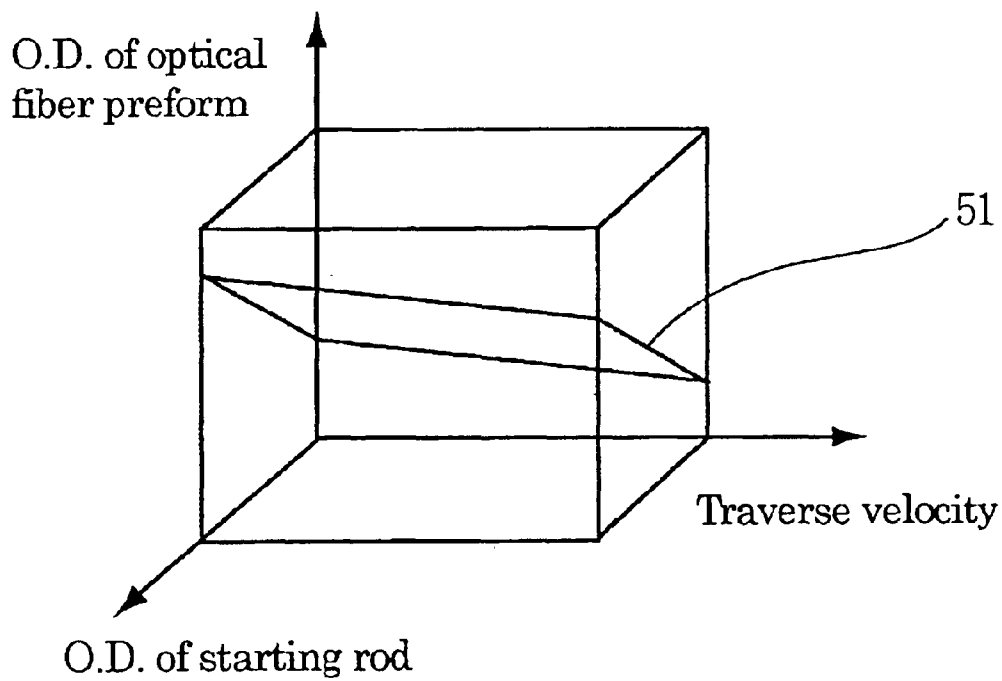 O.D. of optical
fiber preform
51
Traverse velocity
O.D. of starting rod